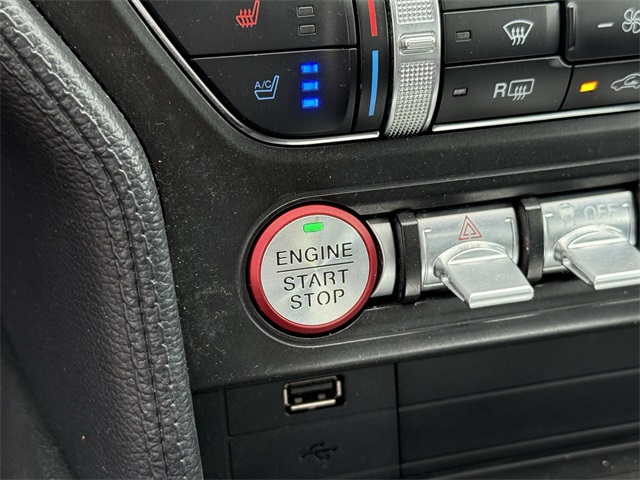 A/C
R
ENGINE
START
STOP
OFF